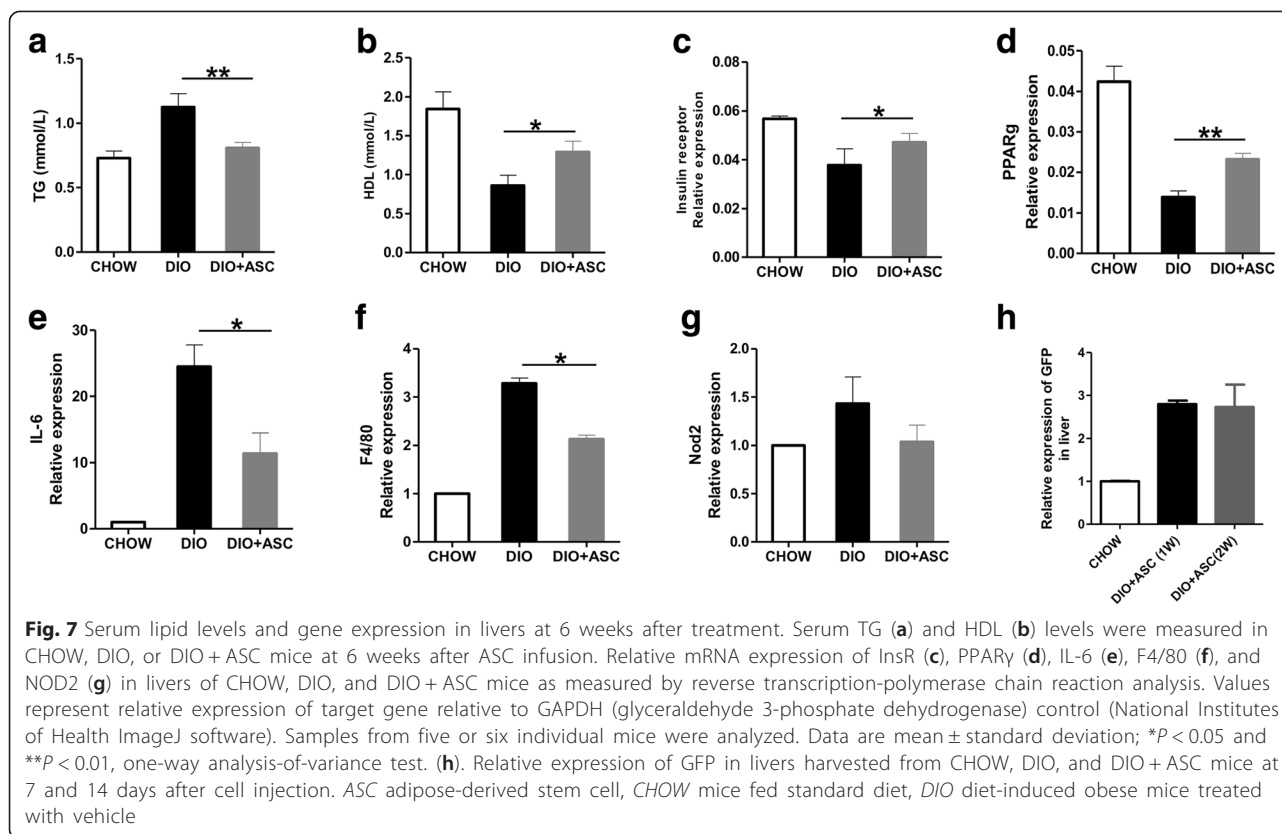 a
b
c
d
TG (mmol/L)
1.5
1.0
0.5
0.0
**
CHOW DIO DIO+ASC
HDL (mmol/L)
2.5
2.0
1.5
1.0
0.5
0.0
*
CHOW DIO DIO+ASC
Insulin receptor
Relative expression
0.08
0.06
0.04
0.02
0.00
*
CHOW DIO DIO+ASC
PPARg
Relative expression
0.05
0.04
0.03
0.02
0.01
0.00
**
CHOW DIO DIO+ASC
e
f
g
h
IL-6
Relative expression
30
20
10
0
*
CHOW DIO DIO+ASC
F4/80
Relative expression
4
3
2
1
0
*
CHOW DIO DIO+ASC
Nod2
Relative expression
2.0
1.5
1.0
0.5
0.0
CHOW DIO DIO+ASC
Relative expression of GFP
in liver
4
3
2
1
0
CHOW
DIO+ASC (1W)
DIO+ASC(2W)
Fig. 7 Serum lipid levels and gene expression in livers at 6 weeks after treatment. Serum TG (a) and HDL (b) levels were measured in
CHOW, DIO, or DIO + ASC mice at 6 weeks after ASC infusion. Relative mRNA expression of InsR (c), PPARγ (d), IL-6 (e), F4/80 (f), and
NOD2 (g) in livers of CHOW, DIO, and DIO + ASC mice as measured by reverse transcription-polymerase chain reaction analysis. Values
represent relative expression of target gene relative to GAPDH (glyceraldehyde 3-phosphate dehydrogenase) control (National Institutes
of Health ImageJ software). Samples from five or six individual mice were analyzed. Data are mean ± standard deviation; *P < 0.05 and
**P < 0.01, one-way analysis-of-variance test. (h). Relative expression of GFP in livers harvested from CHOW, DIO, and DIO + ASC mice at
7 and 14 days after cell injection. ASC adipose-derived stem cell, CHOW mice fed standard diet, DIO diet-induced obese mice treated
with vehicle